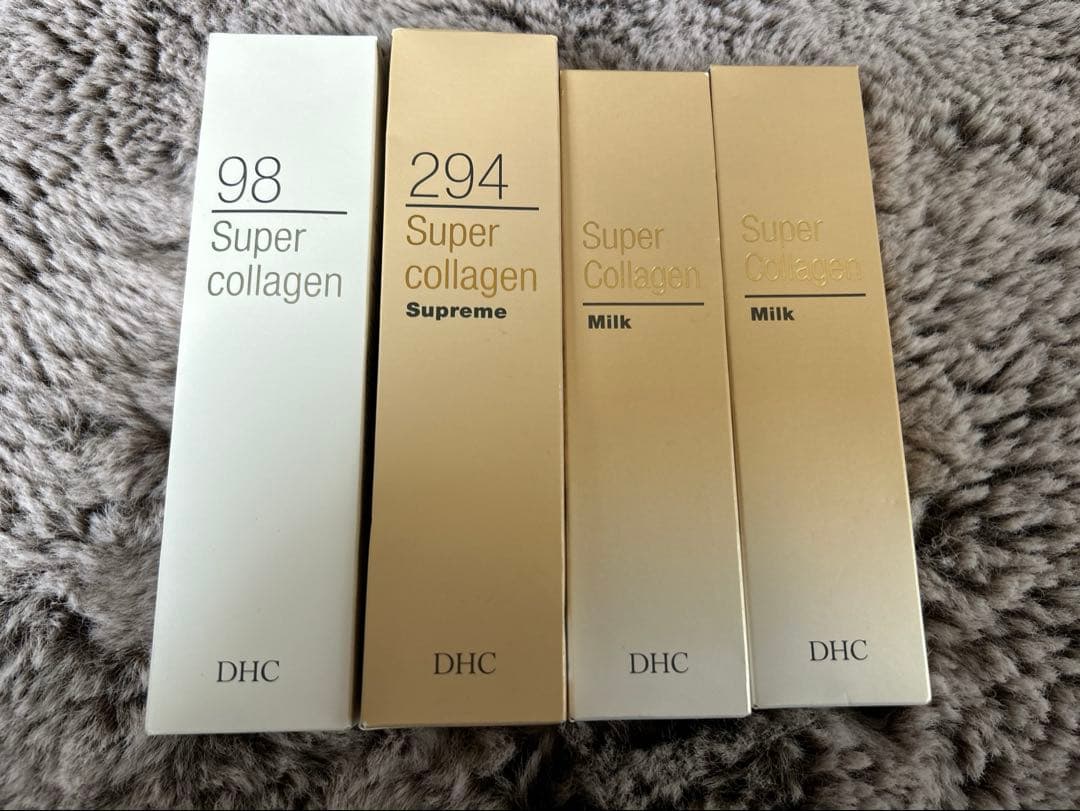 98
Super
collagen
DHC
294
Super
collagen
Supreme
DHC
Super
Collagen
Milk
DHC
Super
Collagen
Milk
DHC